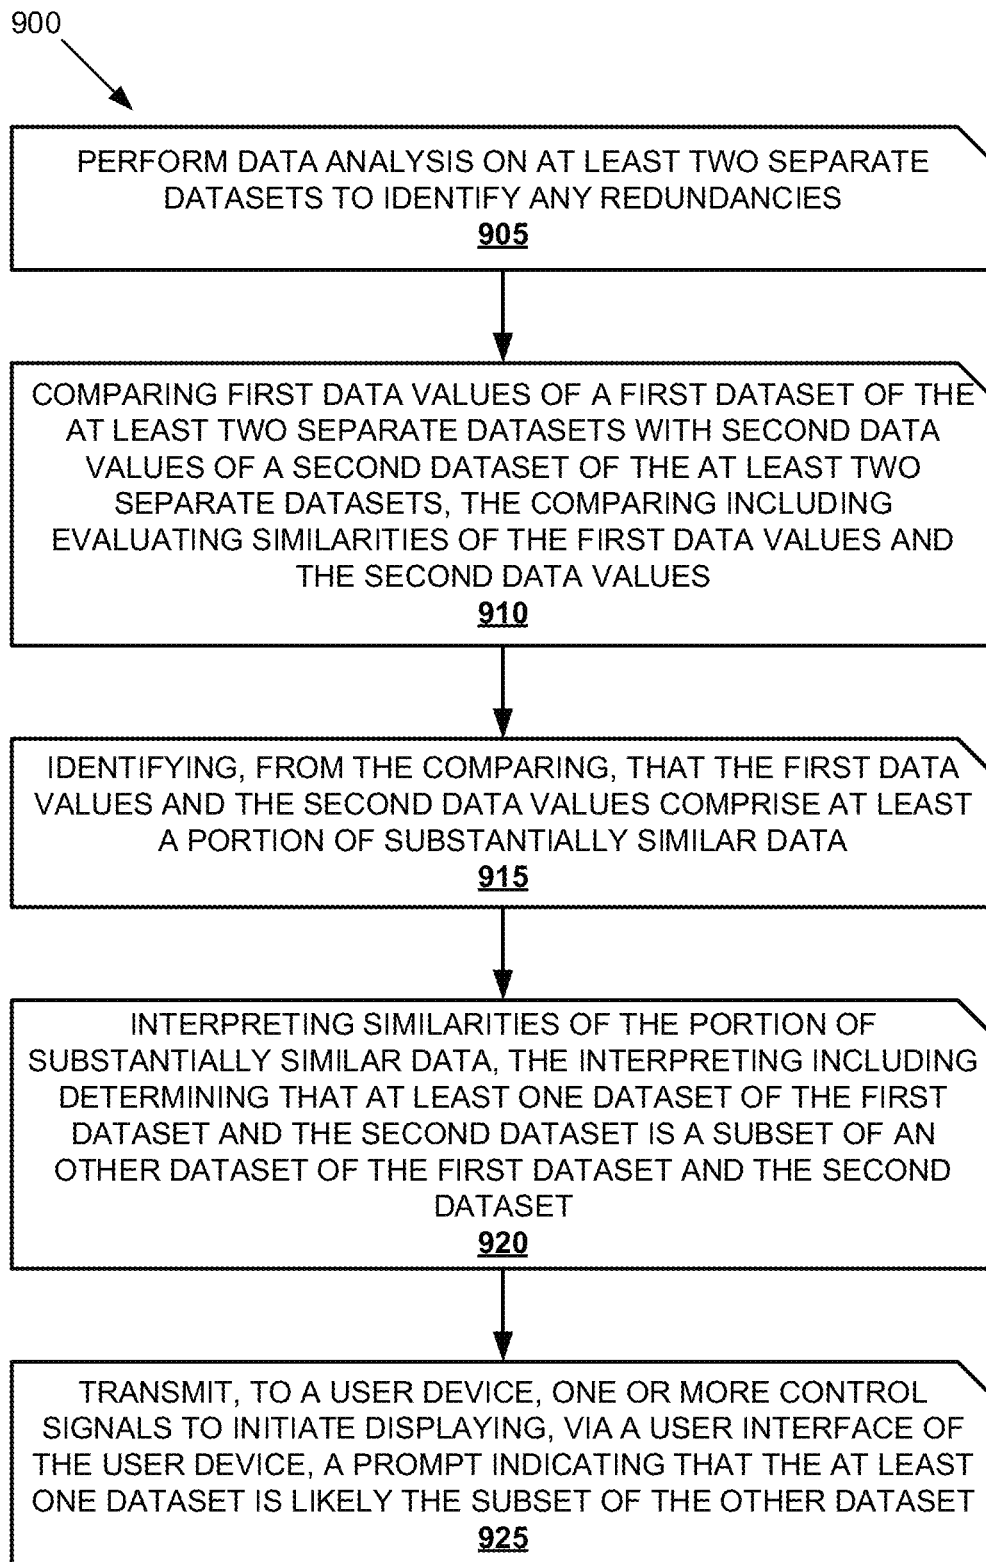 900
PERFORM DATA ANALYSIS ON AT LEAST TWO SEPARATE
DATASETS TO IDENTIFY ANY REDUNDANCIES
905
COMPARING FIRST DATA VALUES OF A FIRST DATASET OF THE
AT LEAST TWO SEPARATE DATASETS WITH SECOND DATA
VALUES OF A SECOND DATASET OF THE AT LEAST TWO
SEPARATE DATASETS, THE COMPARING INCLUDING
EVALUATING SIMILARITIES OF THE FIRST DATA VALUES AND
THE SECOND DATA VALUES
910
IDENTIFYING, FROM THE COMPARING, THAT THE FIRST DATA
VALUES AND THE SECOND DATA VALUES COMPRISE AT LEAST
A PORTION OF SUBSTANTIALLY SIMILAR DATA
915
INTERPRETING SIMILARITIES OF THE PORTION OF
SUBSTANTIALLY SIMILAR DATA, THE INTERPRETING INCLUDING
DETERMINING THAT AT LEAST ONE DATASET OF THE FIRST
DATASET AND THE SECOND DATASET IS A SUBSET OF AN
OTHER DATASET OF THE FIRST DATASET AND THE SECOND
DATASET
920
TRANSMIT, TO A USER DEVICE, ONE OR MORE CONTROL
SIGNALS TO INITIATE DISPLAYING, VIA A USER INTERFACE OF
THE USER DEVICE, A PROMPT INDICATING THAT THE AT LEAST
ONE DATASET IS LIKELY THE SUBSET OF THE OTHER DATASET
925